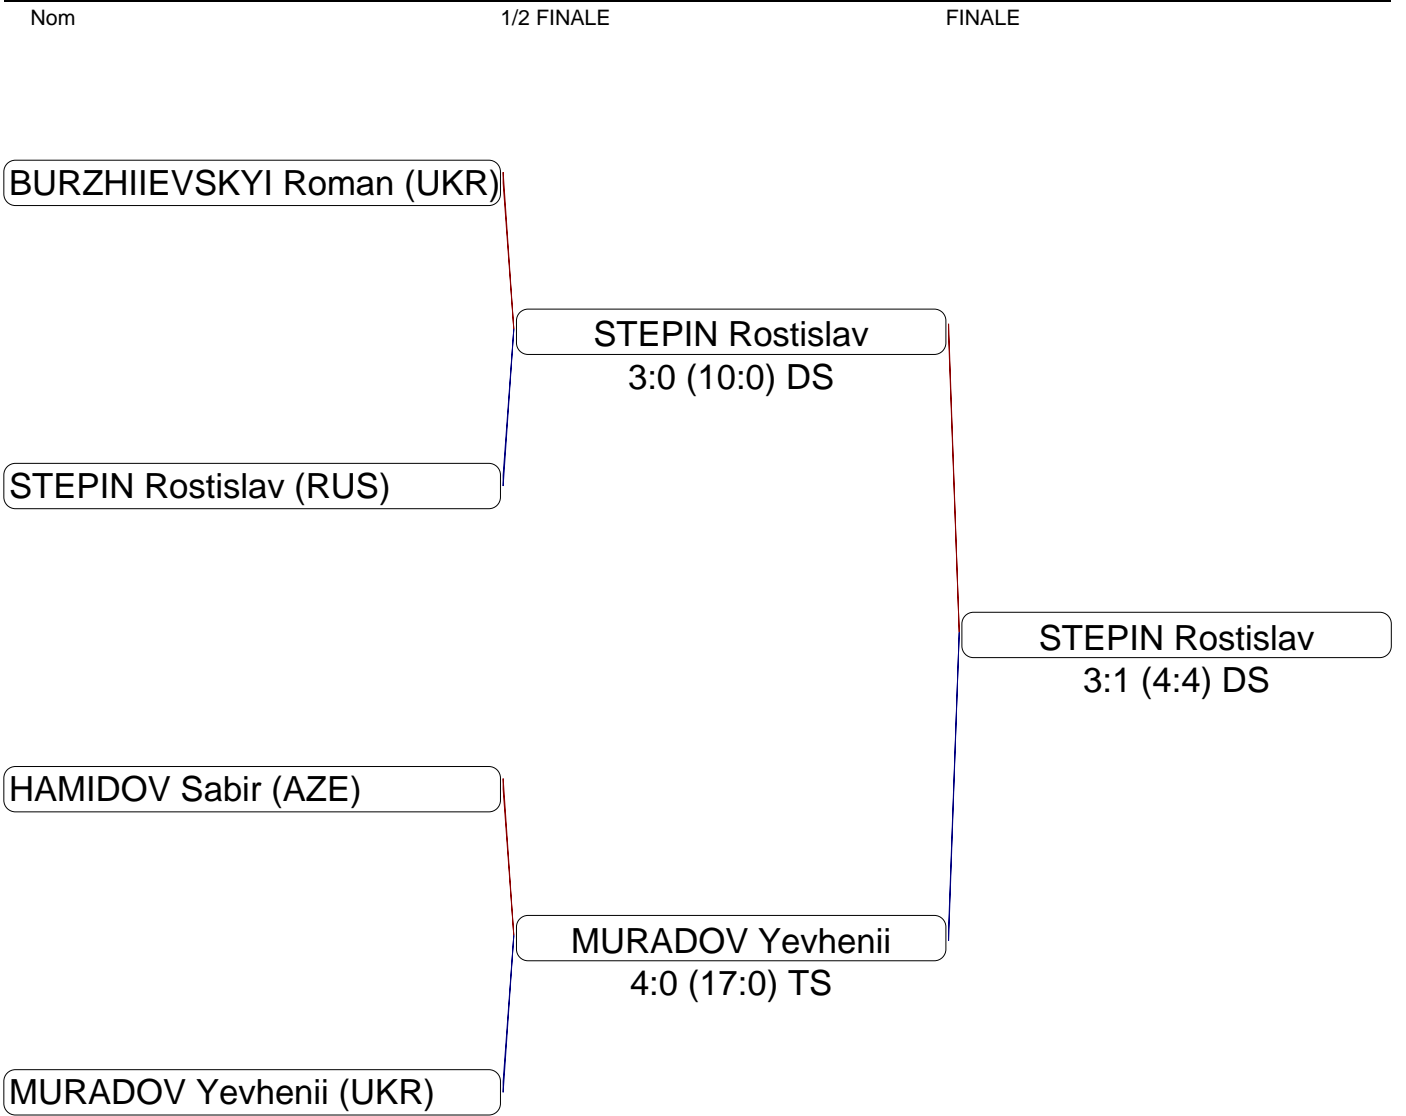 Nom 1/2 FINALE FINALE
BURZHIIEVSKYI Roman (UKR)
STEPIN Rostislav
3:0 (10:0) DS
STEPIN Rostislav (RUS)
STEPIN Rostislav
3:1 (4:4) DS
HAMIDOV Sabir (AZE)
MURADOV Yevhenii
4:0 (17:0) TS
MURADOV Yevhenii (UKR)